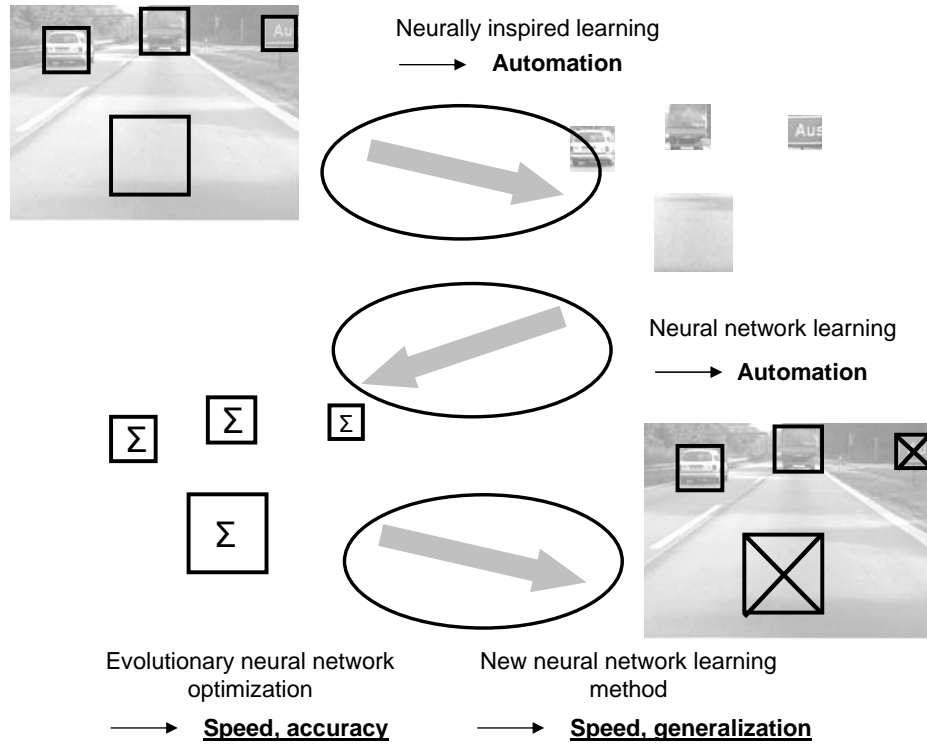 Neurally inspired learning
Automation
Au
Aus
Neural network learning
Automation
Σ Σ Σ
Σ
Evolutionary neural network
optimization
Speed, accuracy
New neural network learning
method
Speed, generalization